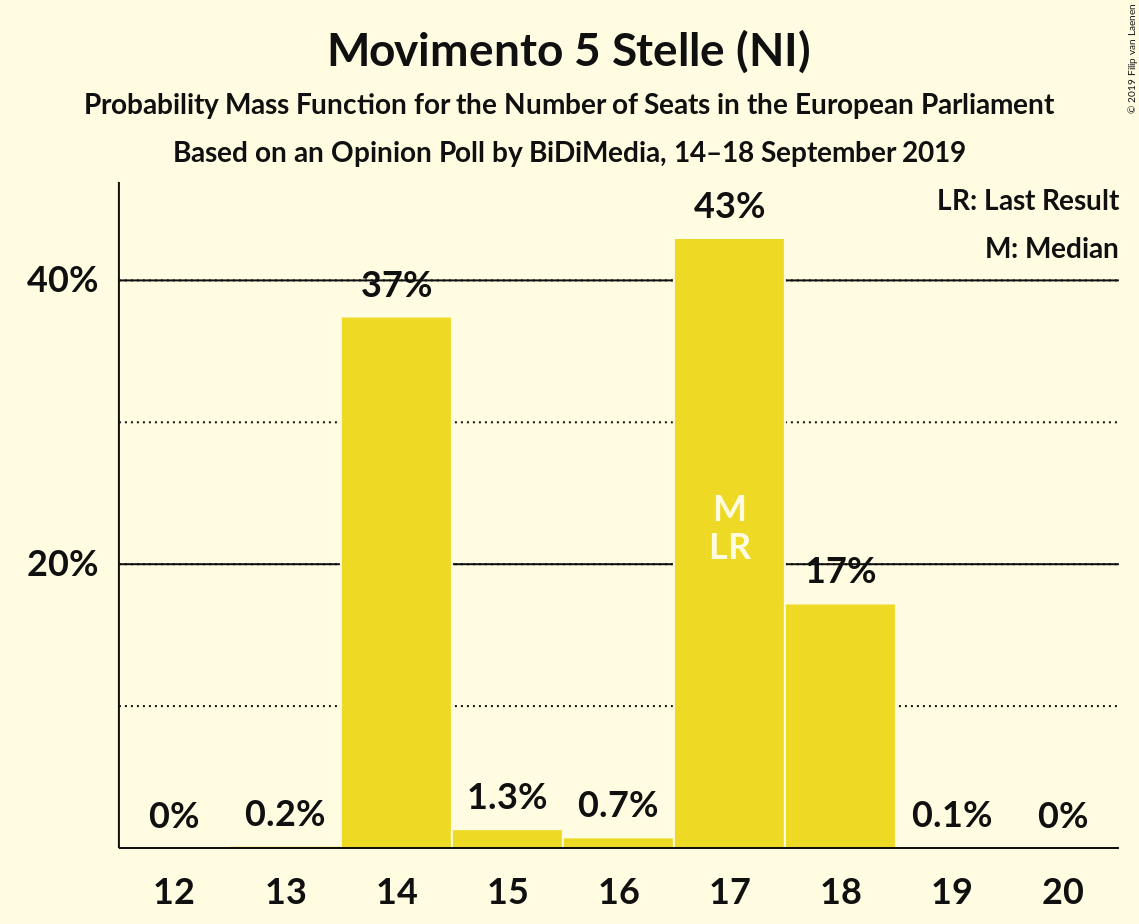 Movimento 5 Stelle (NI)
Probability Mass Function for the Number of Seats in the European Parliament
Based on an Opinion Poll by BiDiMedia, 14–18 September 2019
© 2019 Filip van Laenen
LR: Last Result
M: Median
40%
20%
0%
0.2%
37%
1.3%
0.7%
43%
M
LR
17%
0.1%
0%
12 13 14 15 16 17 18 19 20